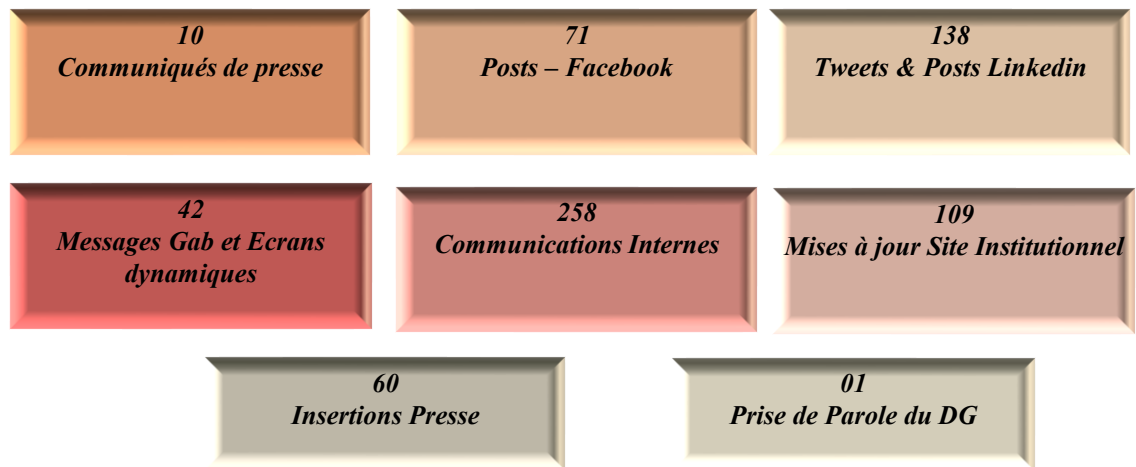 10
Communiqués de presse
71
Posts – Facebook
138
Tweets & Posts Linkedin
42
Messages Gab et Ecrans
dynamiques
258
Communications Internes
109
Mises à jour Site Institutionnel
60
Insertions Presse
01
Prise de Parole du DG